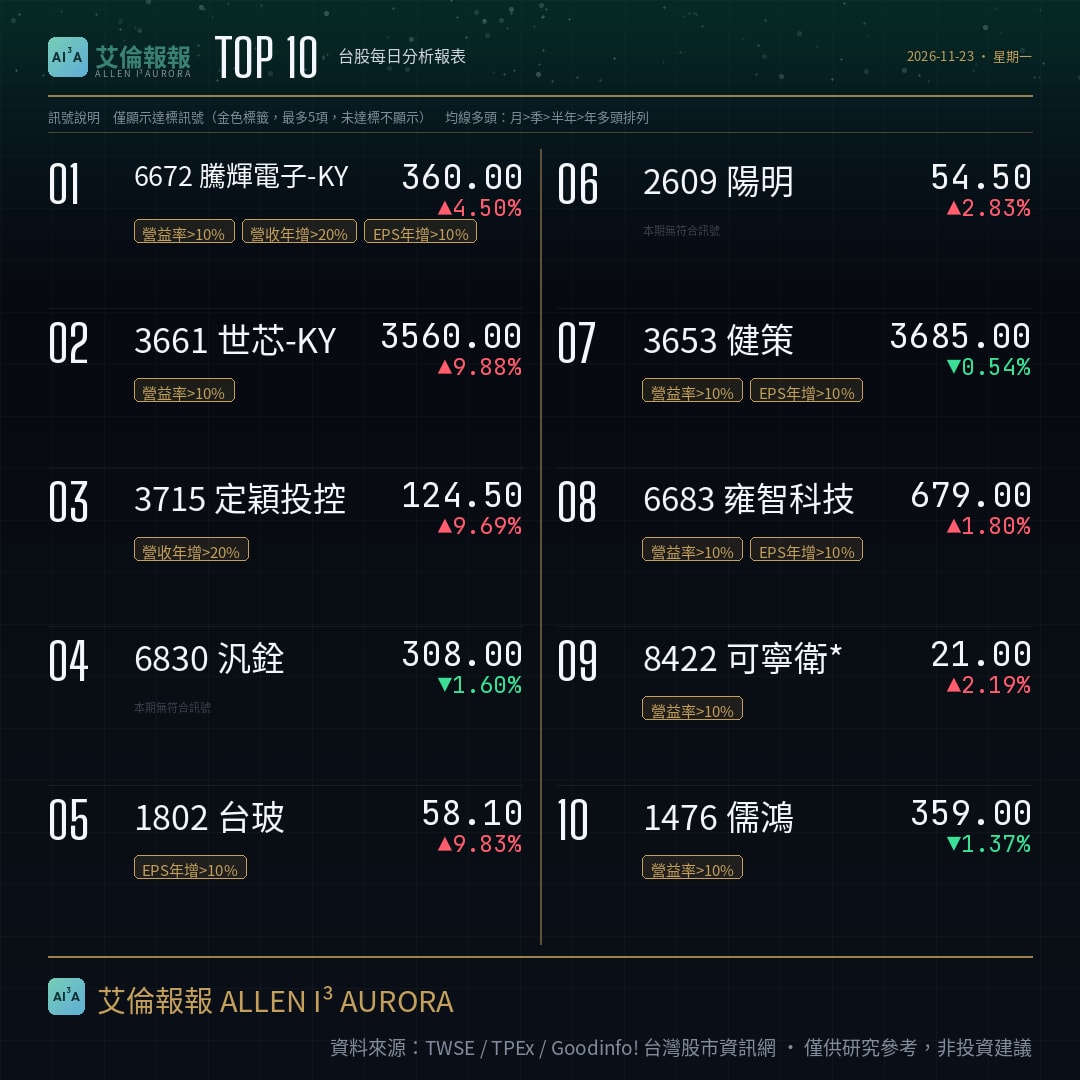 AI³A 艾倫報報 ALLEN I³AURORA TOP 10 台股每日分析報表 2026-11-23 · 星期一
訊號說明 僅顯示達標訊號（金色標籤，最多5項，未達標不顯示） 均線多頭：月>季>半年>年多頭排列
01 6672 騰輝電子-KY 360.00
▲4.50%
營益率>10% 營收年增>20% EPS年增>10%
02 3661 世芯-KY 3560.00
▲9.88%
營益率>10%
03 3715 定穎投控 124.50
▲9.69%
營收年增>20%
04 6830 汎銓 308.00
▼1.60%
本期無符合訊號
05 1802 台玻 58.10
▲9.83%
EPS年增>10%
06 2609 陽明 54.50
▲2.83%
本期無符合訊號
07 3653 健策 3685.00
▼0.54%
營益率>10% EPS年增>10%
08 6683 雍智科技 679.00
▲1.80%
營益率>10% EPS年增>10%
09 8422 可寧衛* 21.00
▲2.19%
營益率>10%
10 1476 儒鴻 359.00
▼1.37%
營益率>10%
AI³A 艾倫報報 ALLEN I³ AURORA
資料來源：TWSE / TPEx / Goodinfo! 台灣股市資訊網 · 僅供研究參考，非投資建議